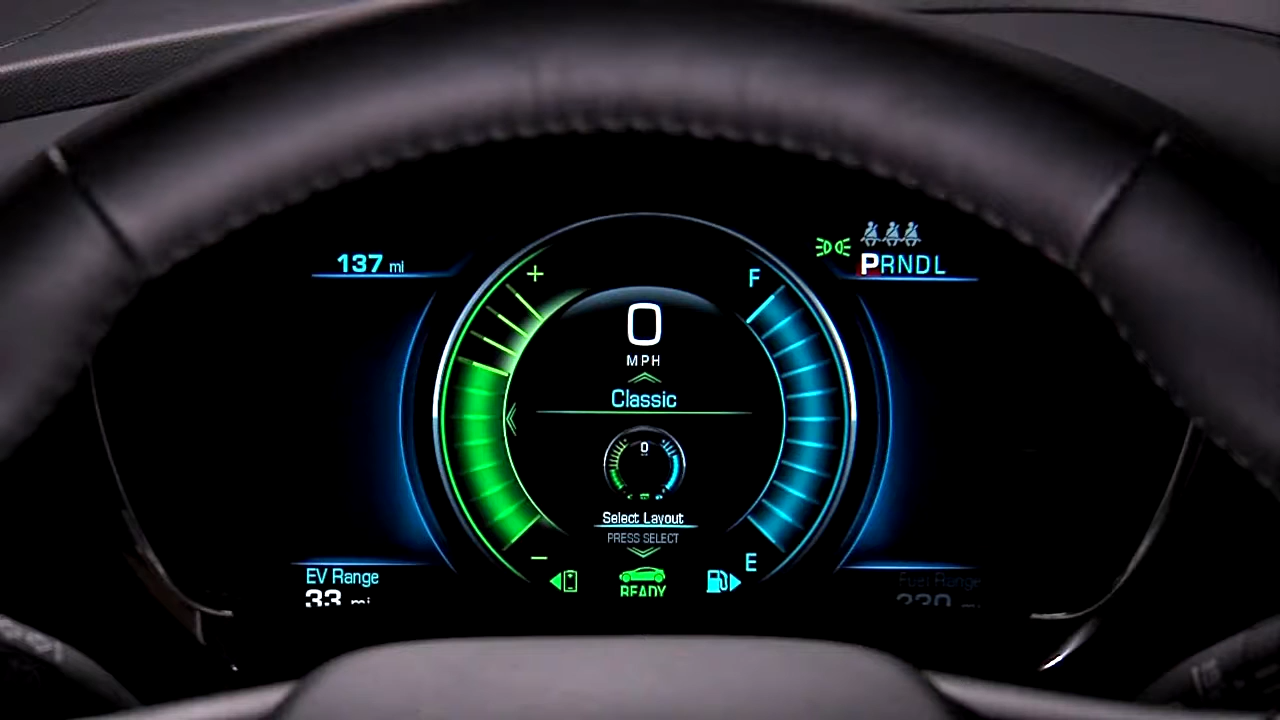 137 mi
PRNDL
+
F
0
MPH
Classic
0
Select Layout
PRESS SELECT
−
E
EV Range
33 mi
READY
Fuel Range